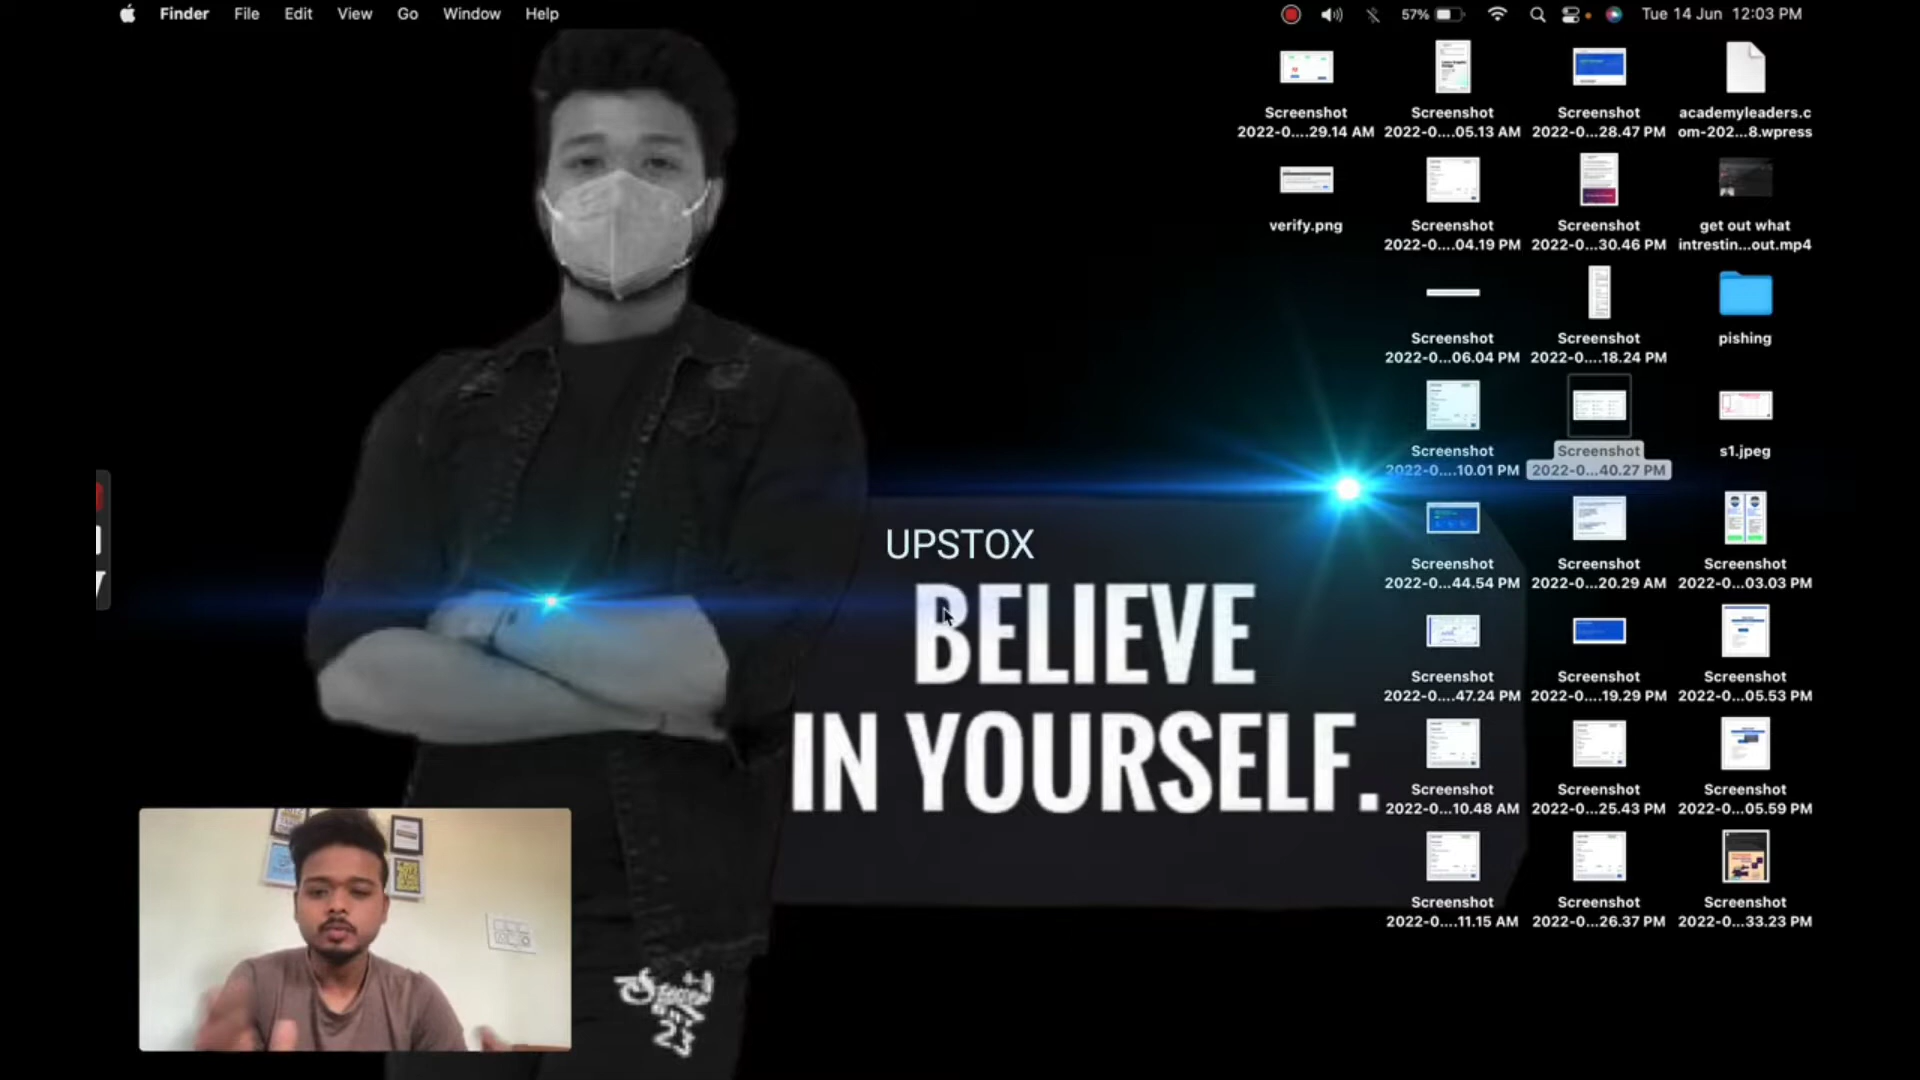 Finder File Edit View Go Window Help
57% Tue 14 Jun 12:03 PM
Screenshot
2022-0....29.14 AM
Screenshot
2022-0....05.13 AM
Screenshot
2022-0...28.47 PM
academyleaders.c
om-202...8.wpress
verify.png
Screenshot
2022-0....04.19 PM
Screenshot
2022-0...30.46 PM
get out what
intrestin...out.mp4
Screenshot
2022-0...06.04 PM
Screenshot
2022-0....18.24 PM
pishing
Screenshot
2022-0....10.01 PM
Screenshot
2022-0...40.27 PM
s1.jpeg
UPSTOX
BELIEVE
IN YOURSELF.
Screenshot
2022-0...44.54 PM
Screenshot
2022-0...20.29 AM
Screenshot
2022-0...03.03 PM
Screenshot
2022-0....47.24 PM
Screenshot
2022-0....19.29 PM
Screenshot
2022-0...05.53 PM
Screenshot
2022-0...10.48 AM
Screenshot
2022-0...25.43 PM
Screenshot
2022-0...05.59 PM
Screenshot
2022-0....11.15 AM
Screenshot
2022-0...26.37 PM
Screenshot
2022-0...33.23 PM